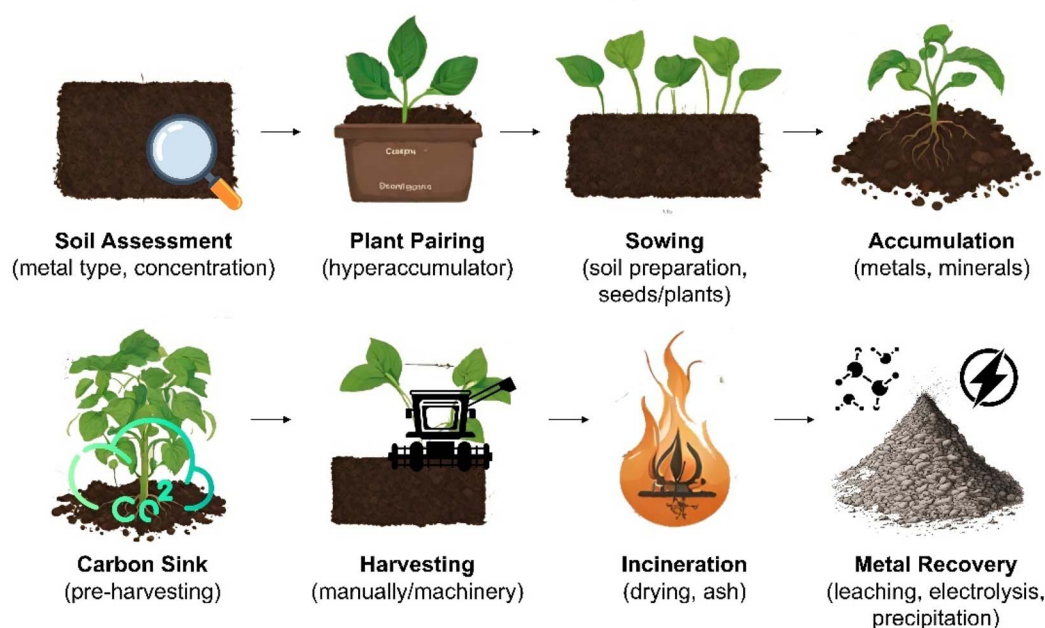 Soil Assessment
(metal type, concentration)
Plant Pairing
(hyperaccumulator)
Sowing
(soil preparation,
seeds/plants)
Accumulation
(metals, minerals)
CO2
Carbon Sink
(pre-harvesting)
Harvesting
(manually/machinery)
Incineration
(drying, ash)
Metal Recovery
(leaching, electrolysis,
precipitation)